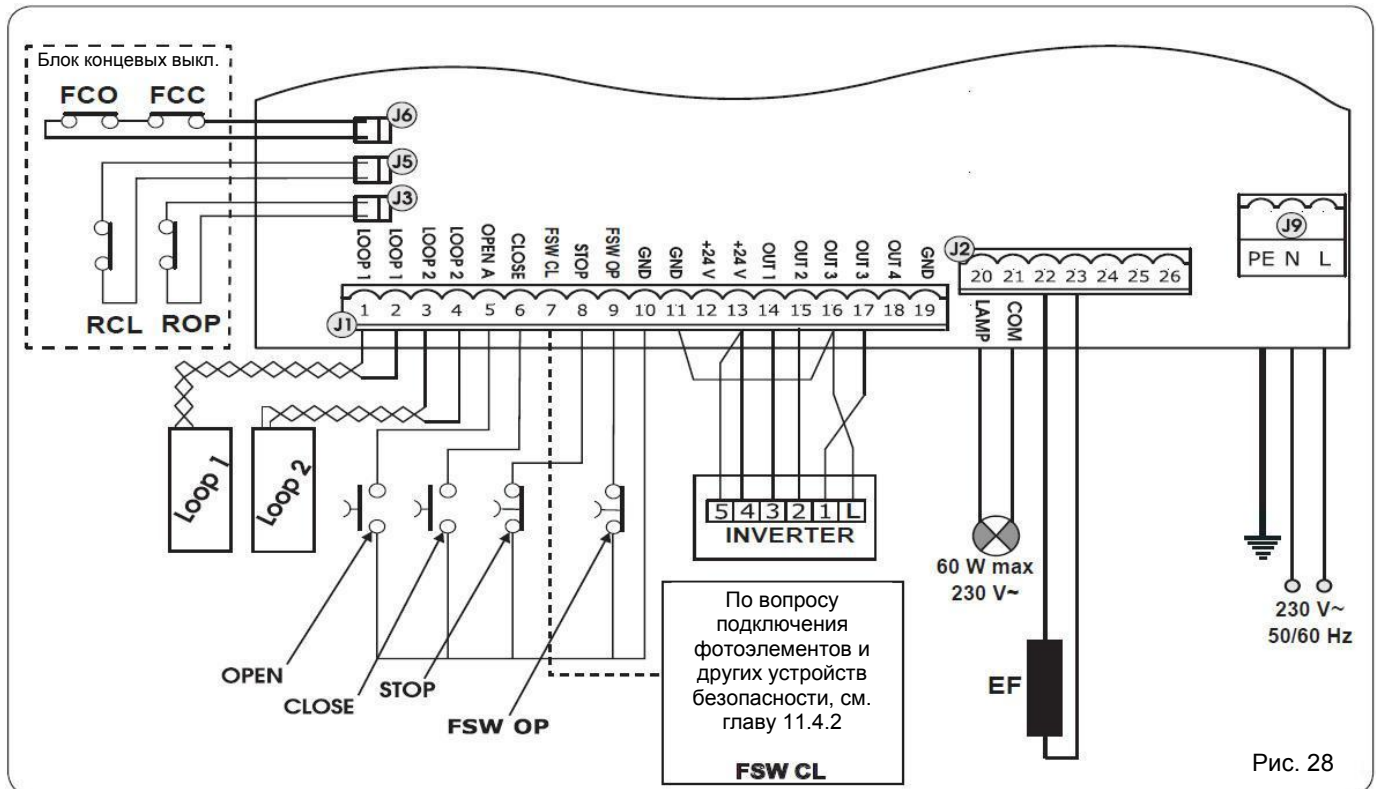 Блок концевых выкл.
FCO FCC
J6
J5
J3
RCL ROP
LOOP 1 LOOP 1 LOOP 2 LOOP 2 OPEN A CLOSE FSW CL STOP FSW OP GND GND +24 V +24 V OUT 1 OUT 2 OUT 3 OUT 3 OUT 4 GND
J1
1 2 3 4 5 6 7 8 9 10 11 12 13 14 15 16 17 18 19
J2
20 21 22 23 24 25 26
LAMP COM
J9
PE N L
Loop 1
Loop 2
5 4 3 2 1 L
INVERTER
60 W max
230 V~
230 V~
50/60 Hz
EF
OPEN
CLOSE
STOP
FSW OP
По вопросу
подключения
фотоэлементов и
других устройств
безопасности, см.
главу 11.4.2
FSW CL
Рис. 28